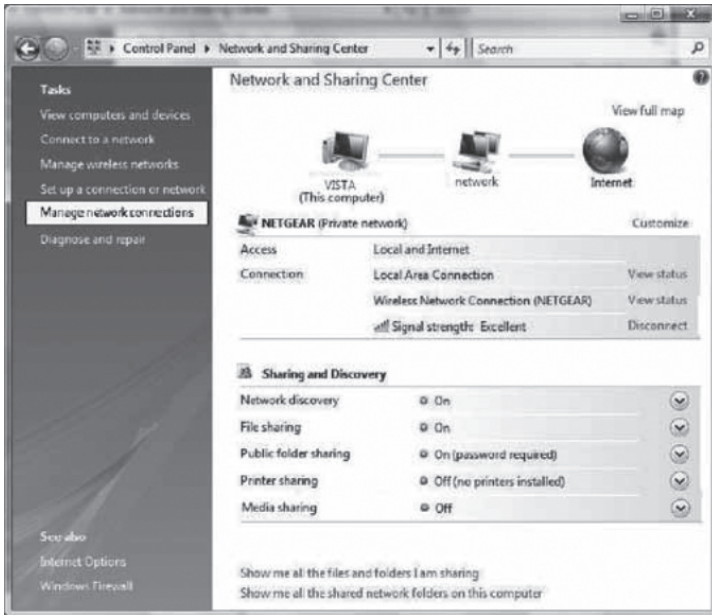 Control Panel ▸ Network and Sharing Center
Search
Tasks
View computers and devices
Connect to a network
Manage wireless networks
Set up a connection or network
Manage network connections
Diagnose and repair
See also
Internet Options
Windows Firewall
Network and Sharing Center
View full map
VISTA
(This computer)
network
Internet
NETGEAR (Private network) Customize
Access Local and Internet
Connection Local Area Connection View status
Wireless Network Connection (NETGEAR) View status
Signal strength: Excellent Disconnect
Sharing and Discovery
Network discovery On
File sharing On
Public folder sharing On (password required)
Printer sharing Off (no printers installed)
Media sharing Off
Show me all the files and folders I am sharing
Show me all the shared network folders on this computer